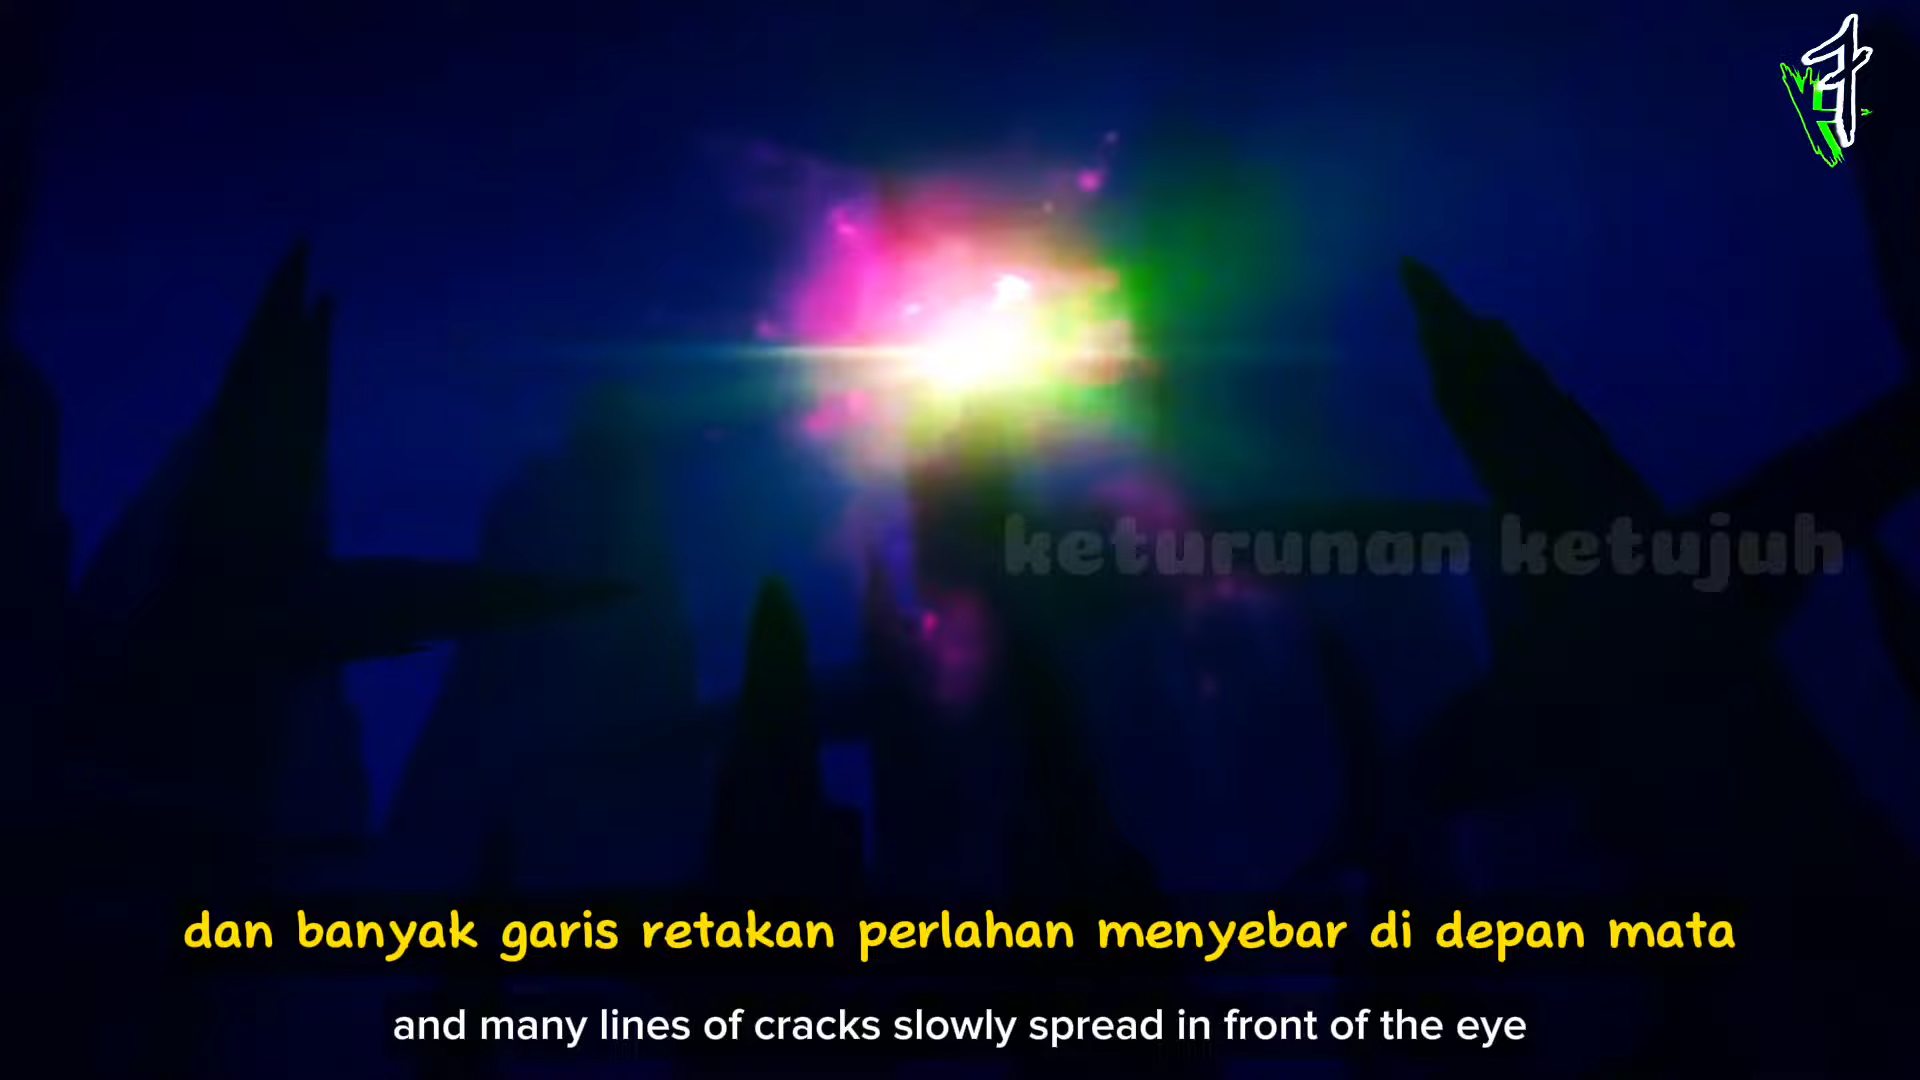 keturunan ketujuh
dan banyak garis retakan perlahan menyebar di depan mata
and many lines of cracks slowly spread in front of the eye